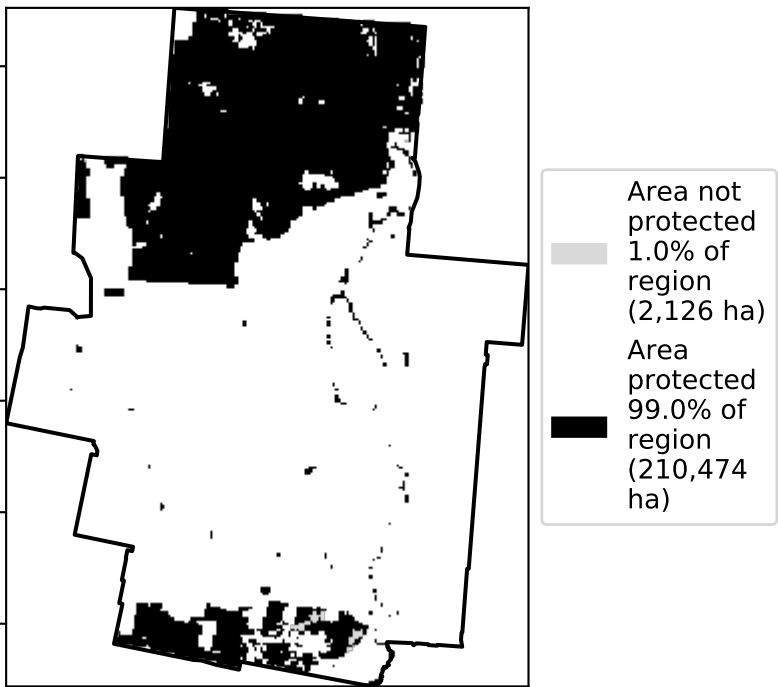 Area not
protected
1.0% of
region
(2,126 ha)
Area
protected
99.0% of
region
(210,474
ha)